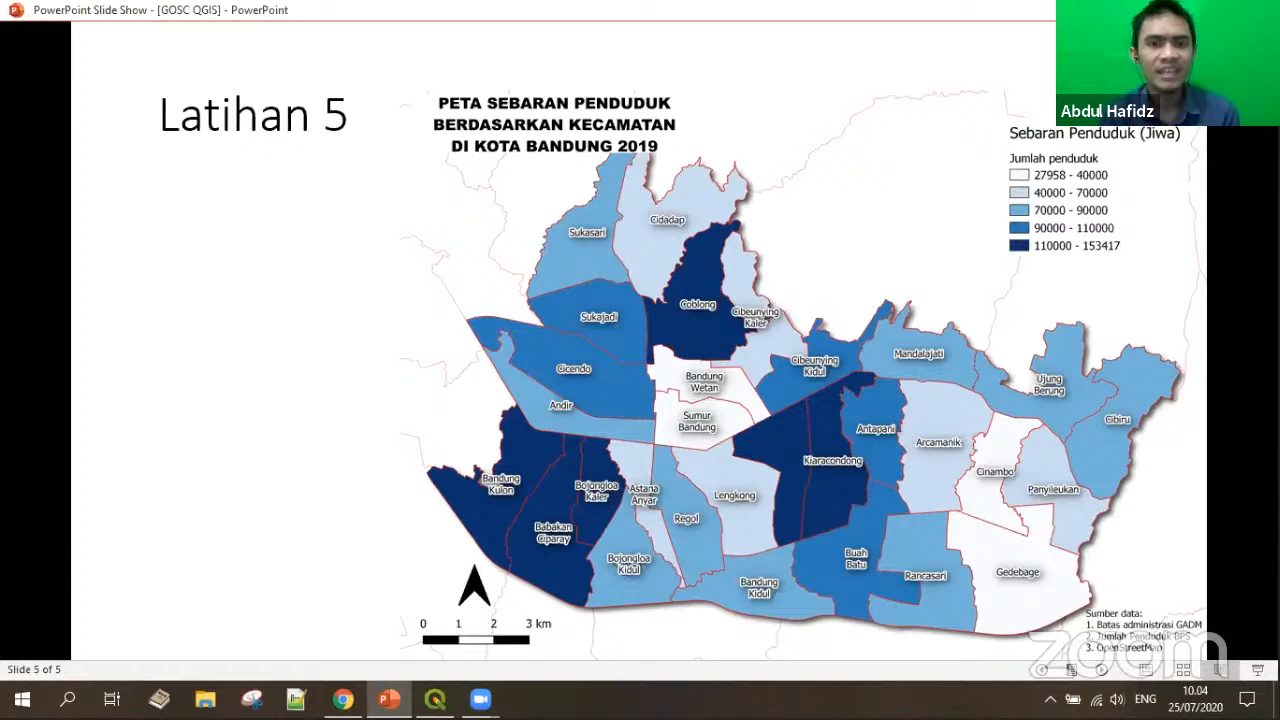 PowerPoint Slide Show - [GOSC QGIS] - PowerPoint
Abdul Hafidz
Latihan 5
PETA SEBARAN PENDUDUK
BERDASARKAN KECAMATAN
DI KOTA BANDUNG 2019
Sebaran Penduduk (Jiwa)
Jumlah penduduk
27958 - 40000
40000 - 70000
70000 - 90000
90000 - 110000
110000 - 153417
Cidadap
Sukasari
Coblong
Cibeunying
Kaler
Sukajadi
Cicendo
Bandung
Wetan
Cibeunying
Kidul
Mandalajati
Ujung
Berung
Cibiru
Andir
Sumur
Bandung
Antapani
Arcamanik
Kiaracondong
Cinambo
Panyileukan
Bandung
Kulon
Bojongloa
Kaler
Astana
Anyar
Lengkong
Regol
Babakan
Ciparay
Bojongloa
Kidul
Bandung
Kidul
Buah
Batu
Rancasari
Gedebage
0 1 2 3 km
Sumber data:
1. Batas administrasi GADM
2. Jumlah Penduduk BPS
3. OpenStreetMap
zoom
Slide 5 of 5
ENG
10.04
25/07/2020